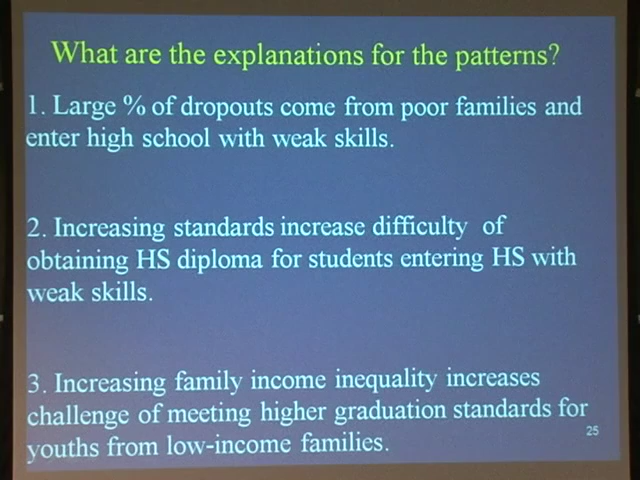 What are the explanations for the patterns?
1. Large % of dropouts come from poor families and
enter high school with weak skills.
2. Increasing standards increase difficulty of
obtaining HS diploma for students entering HS with
weak skills.
3. Increasing family income inequality increases
challenge of meeting higher graduation standards for
youths from low-income families.
25